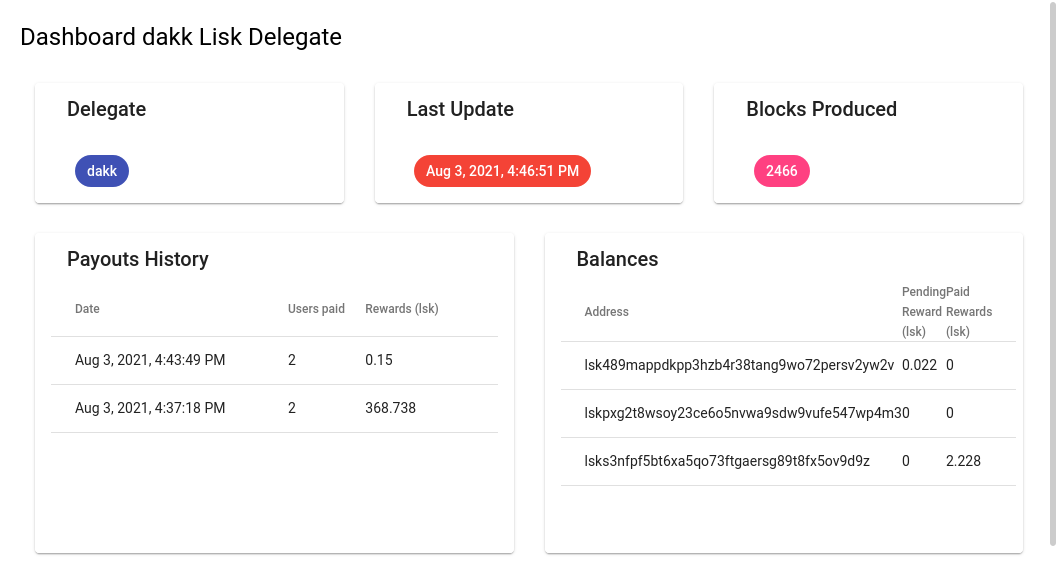 Dashboard dakk Lisk Delegate
Delegate
dakk
Last Update
Aug 3, 2021, 4:46:51 PM
Blocks Produced
2466
Payouts History
Date Users paid Rewards (lsk)
Aug 3, 2021, 4:43:49 PM 2 0.15
Aug 3, 2021, 4:37:18 PM 2 368.738
Balances
Address Pending Reward (lsk) Paid Rewards (lsk)
lsk489mappdkpp3hzb4r38tang9wo72persv2yw2v 0.022 0
lskpxg2t8wsoy23ce6o5nvwa9sdw9vufe547wp4m3 0 0
lsks3nfpf5bt6xa5qo73ftgaersg89t8fx5ov9d9z 0 2.228